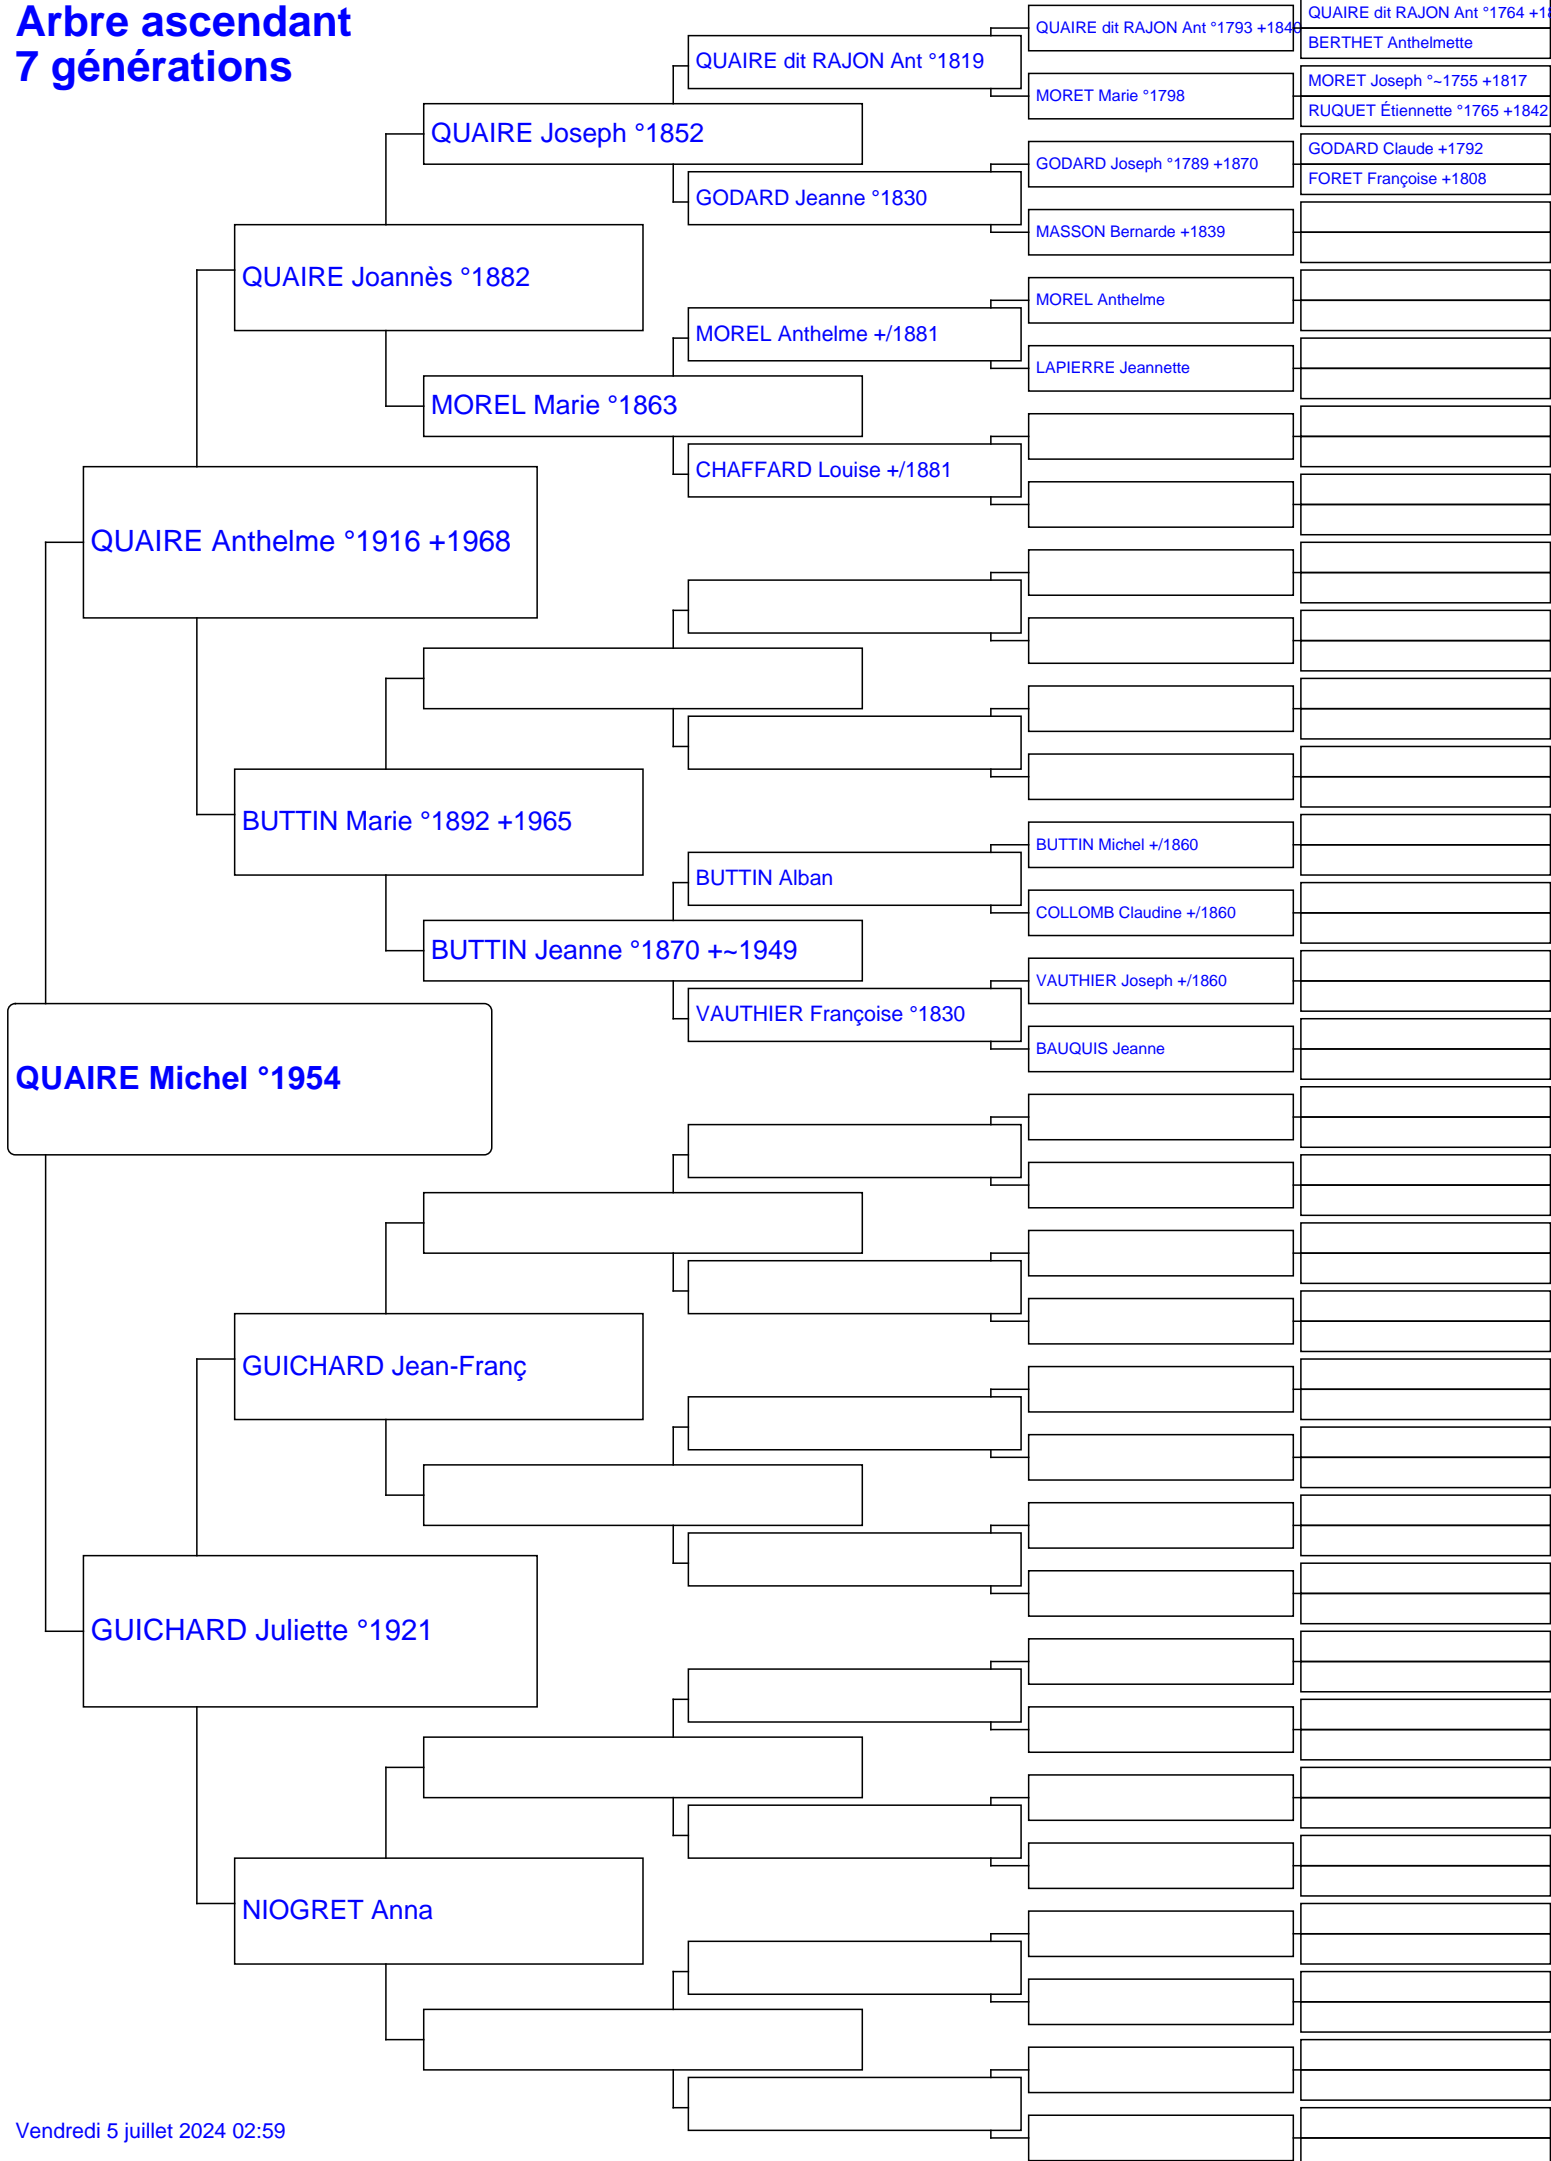 Arbre ascendant
7 générations
QUAIRE dit RAJON Ant °1764 +18
QUAIRE dit RAJON Ant °1793 +1840
BERTHET Anthelmette
QUAIRE dit RAJON Ant °1819
MORET Joseph °~1755 +1817
MORET Marie °1798
RUQUET Étiennette °1765 +1842
QUAIRE Joseph °1852
GODARD Claude +1792
GODARD Joseph °1789 +1870
FORET Françoise +1808
GODARD Jeanne °1830
MASSON Bernarde +1839
QUAIRE Joannès °1882
MOREL Anthelme
MOREL Anthelme +/1881
LAPIERRE Jeannette
MOREL Marie °1863
CHAFFARD Louise +/1881
QUAIRE Anthelme °1916 +1968
BUTTIN Marie °1892 +1965
BUTTIN Michel +/1860
BUTTIN Alban
COLLOMB Claudine +/1860
BUTTIN Jeanne °1870 +~1949
VAUTHIER Joseph +/1860
VAUTHIER Françoise °1830
BAUQUIS Jeanne
QUAIRE Michel °1954
GUICHARD Jean-Franç
GUICHARD Juliette °1921
NIOGRET Anna
Vendredi 5 juillet 2024 02:59